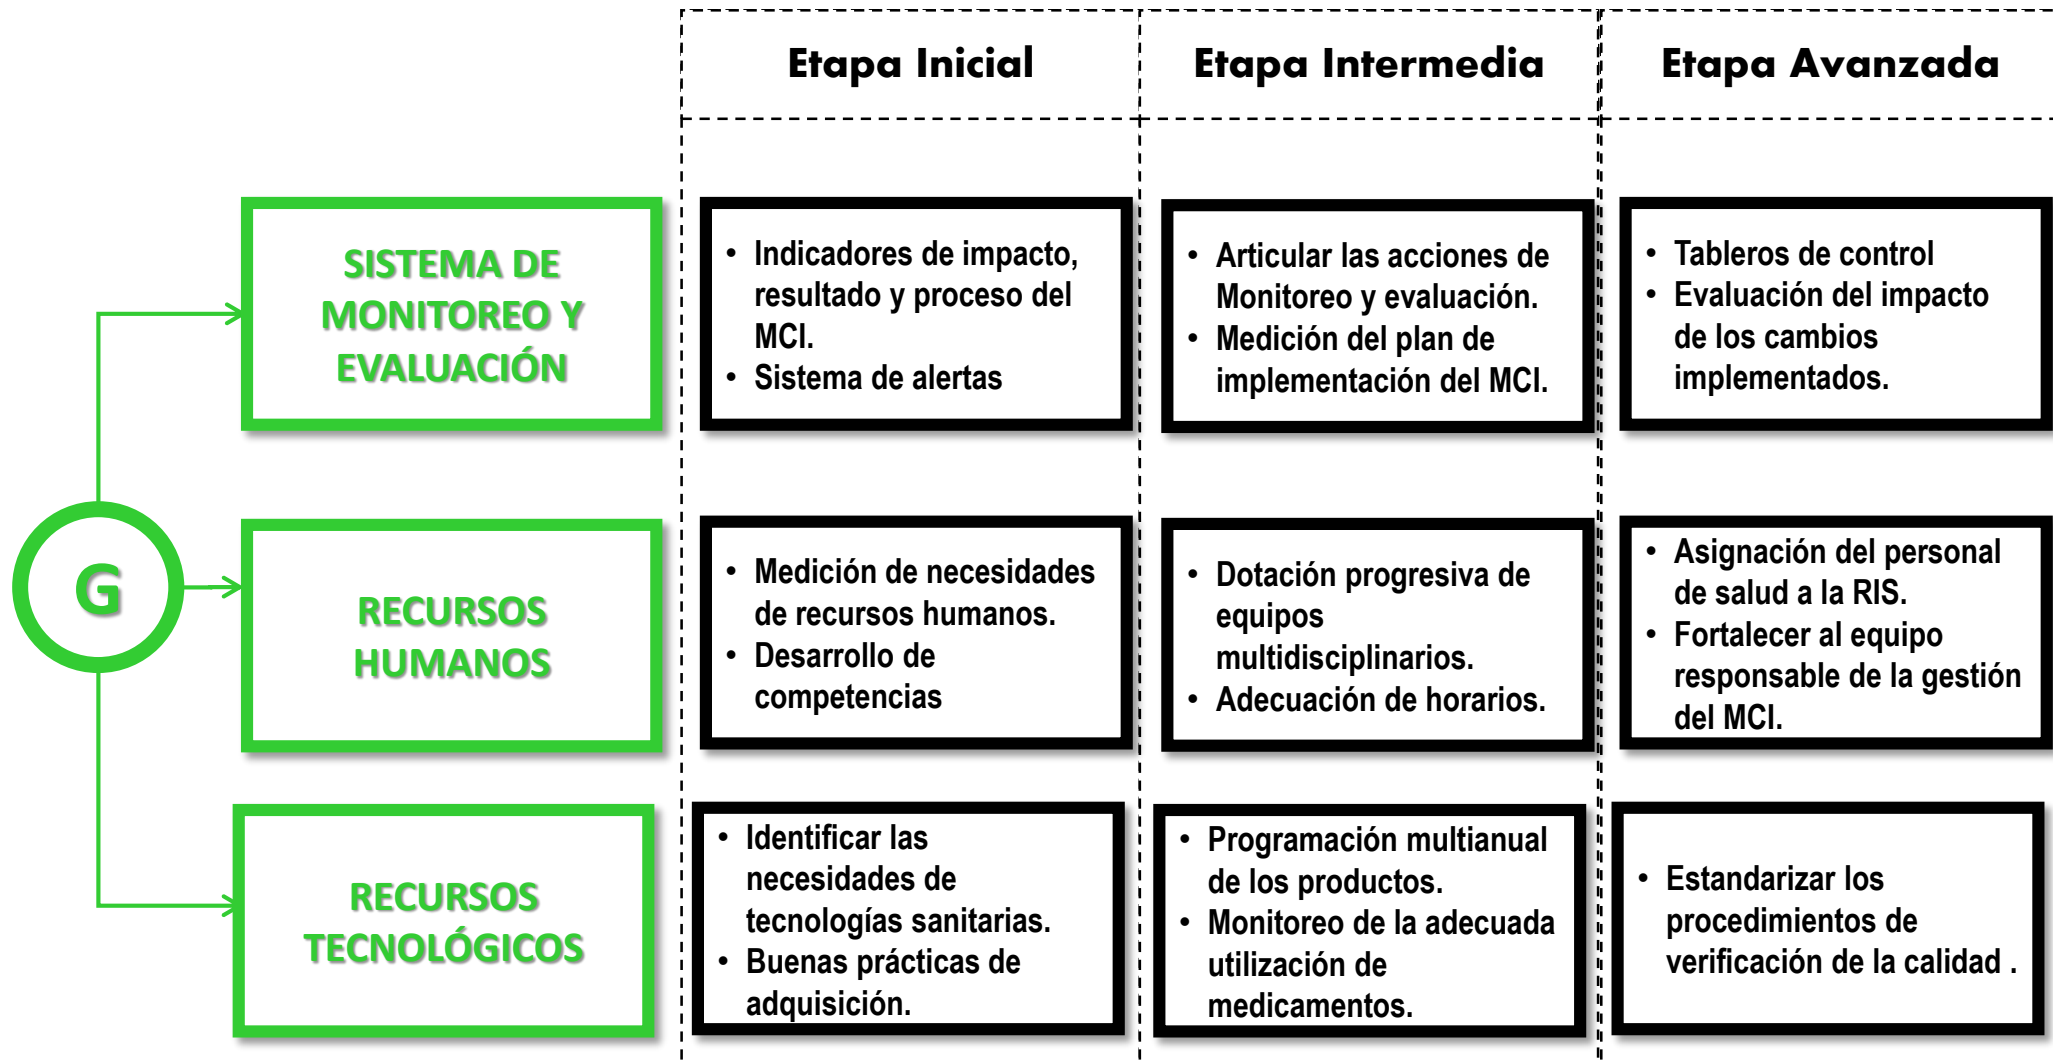 Etapa Inicial
Etapa Intermedia
Etapa Avanzada
SISTEMA DE
MONITOREO Y
EVALUACIÓN
• Indicadores de impacto,
resultado y proceso del
MCI.
• Sistema de alertas
• Articular las acciones de
Monitoreo y evaluación.
• Medición del plan de
implementación del MCI.
• Tableros de control
• Evaluación del impacto
de los cambios
implementados.
G
RECURSOS
HUMANOS
• Medición de necesidades
de recursos humanos.
• Desarrollo de
competencias
• Dotación progresiva de
equipos
multidisciplinarios.
• Adecuación de horarios.
• Asignación del personal
de salud a la RIS.
• Fortalecer al equipo
responsable de la gestión
del MCI.
RECURSOS
TECNOLÓGICOS
• Identificar las
necesidades de
tecnologías sanitarias.
• Buenas prácticas de
adquisición.
• Programación multianual
de los productos.
• Monitoreo de la adecuada
utilización de
medicamentos.
• Estandarizar los
procedimientos de
verificación de la calidad .